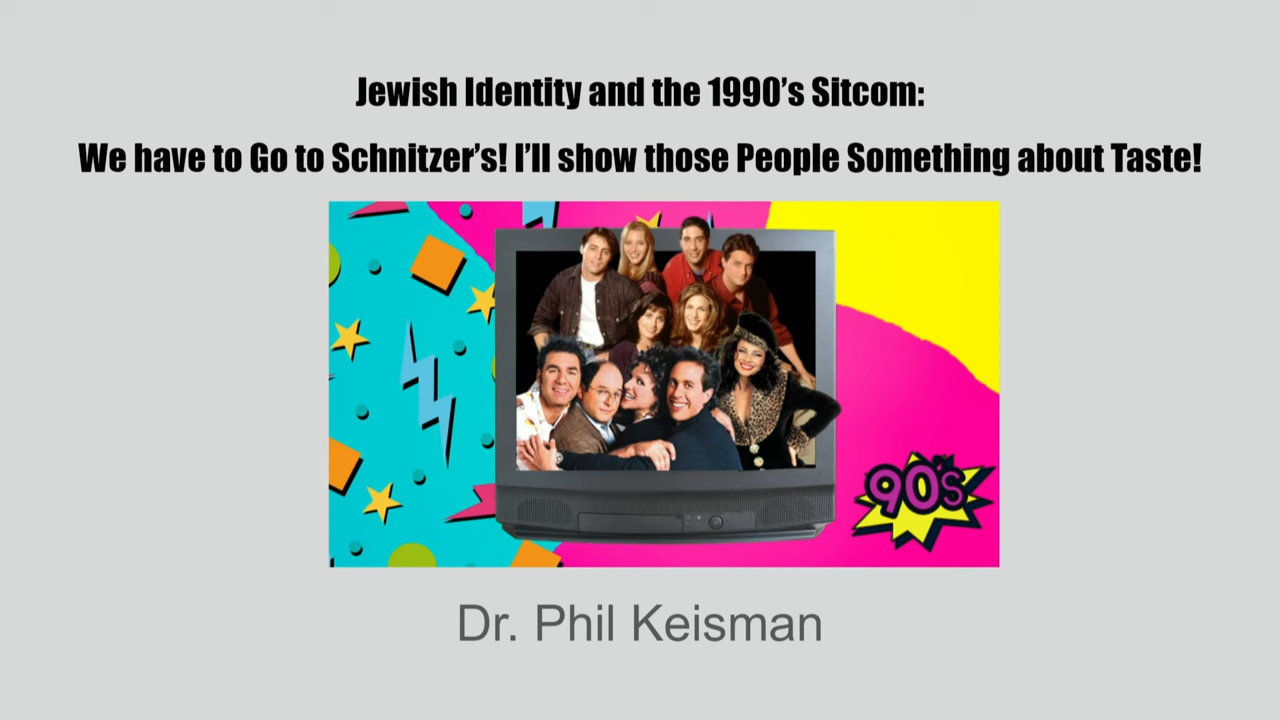 Jewish Identity and the 1990’s Sitcom:
We have to Go to Schnitzer’s! I’ll show those People Something about Taste!
90's
Dr. Phil Keisman